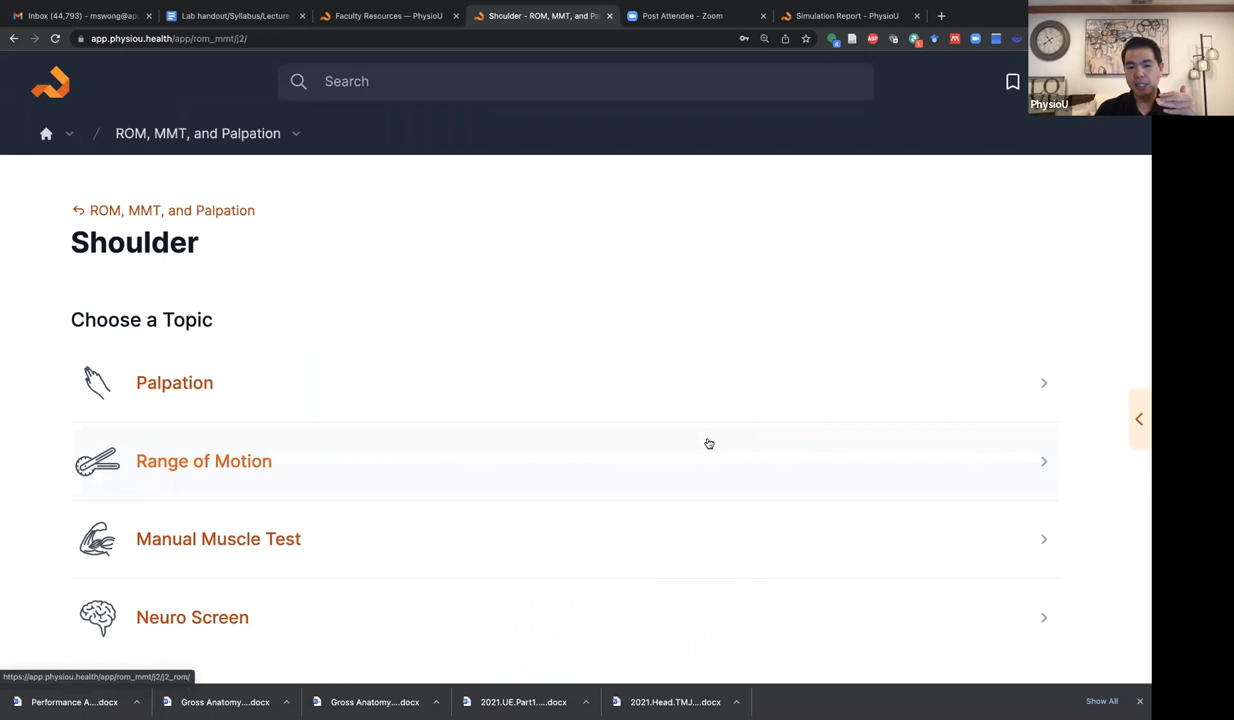 Inbox (44,793) - mswong@apu
Lab handout/Syllabus/Lecture
Faculty Resources — PhysioU
Shoulder - ROM, MMT, and Pal
Post Attendee - Zoom
Simulation Report - PhysioU
app.physiou.health/app/rom_mmt/j2/
Search
PhysioU
ROM, MMT, and Palpation
ROM, MMT, and Palpation
Shoulder
Choose a Topic
Palpation
Range of Motion
Manual Muscle Test
Neuro Screen
https://app.physiou.health/app/rom_mmt/j2/j2_rom/
Performance A....docx
Gross Anatomy....docx
Gross Anatomy....docx
2021.UE.Part1.....docx
2021.Head.TMJ....docx
Show All